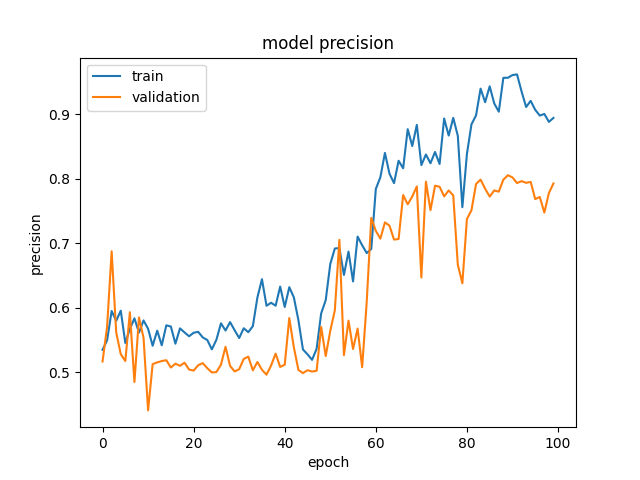 model precision
train
validation
0.9
0.8
0.7
0.6
0.5
precision
0 20 40 60 80 100
epoch